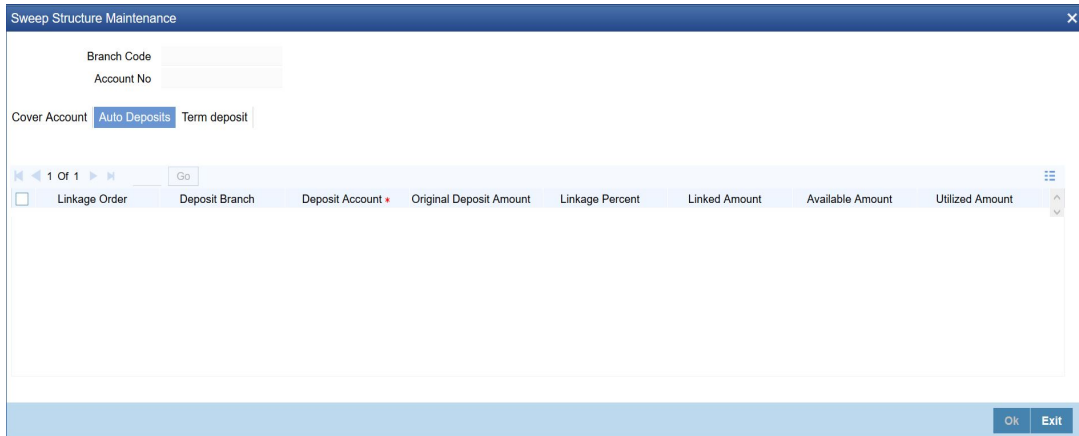 Sweep Structure Maintenance
Branch Code
Account No
Cover Account Auto Deposits Term deposit
1 Of 1 Go
Linkage Order Deposit Branch Deposit Account * Original Deposit Amount Linkage Percent Linked Amount Available Amount Utilized Amount
Ok Exit